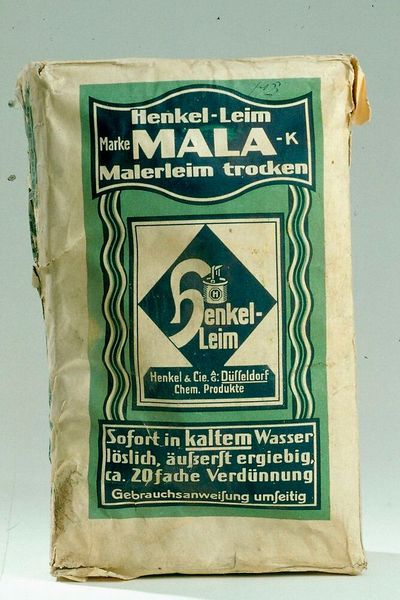 Henkel-Leim
Marke MALA-K
Malerleim trocken
H
Henkel-
Leim
Henkel & Cie. A:G: Düſſeldorf
Chem. Produkte
Sofort in kaltem Waſſer
löslich, äußerſt ergiebig,
ca. 20fache Verdünnung
Gebrauchsanweiſung umſeitig